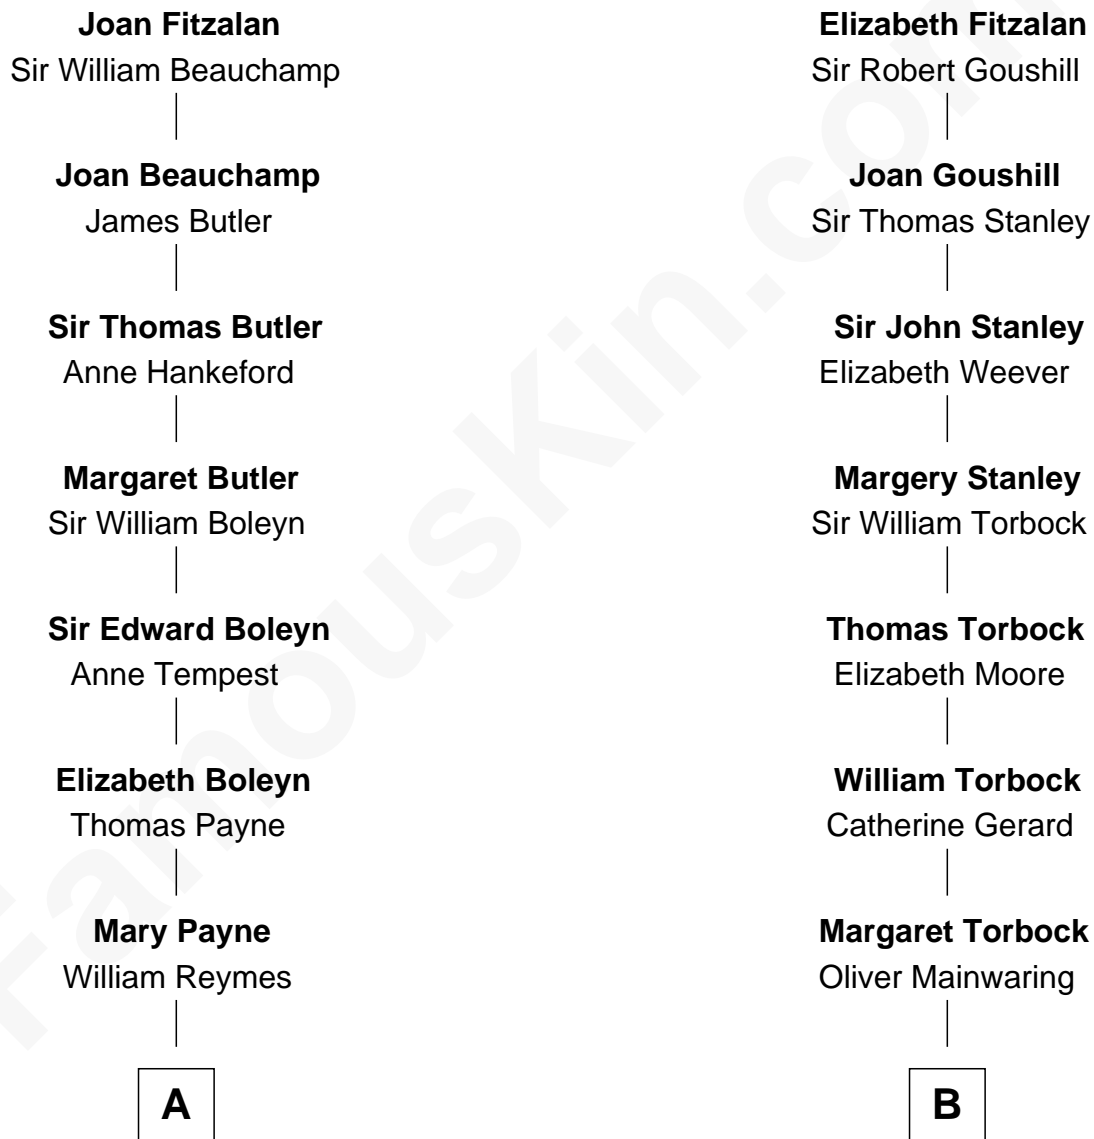 Joan Fitzalan
Sir William Beauchamp
Joan Beauchamp
James Butler
Sir Thomas Butler
Anne Hankeford
Margaret Butler
Sir William Boleyn
Sir Edward Boleyn
Anne Tempest
Elizabeth Boleyn
Thomas Payne
Mary Payne
William Reymes
A
Elizabeth Fitzalan
Sir Robert Goushill
Joan Goushill
Sir Thomas Stanley
Sir John Stanley
Elizabeth Weever
Margery Stanley
Sir William Torbock
Thomas Torbock
Elizabeth Moore
William Torbock
Catherine Gerard
Margaret Torbock
Oliver Mainwaring
B
FamousKin.com